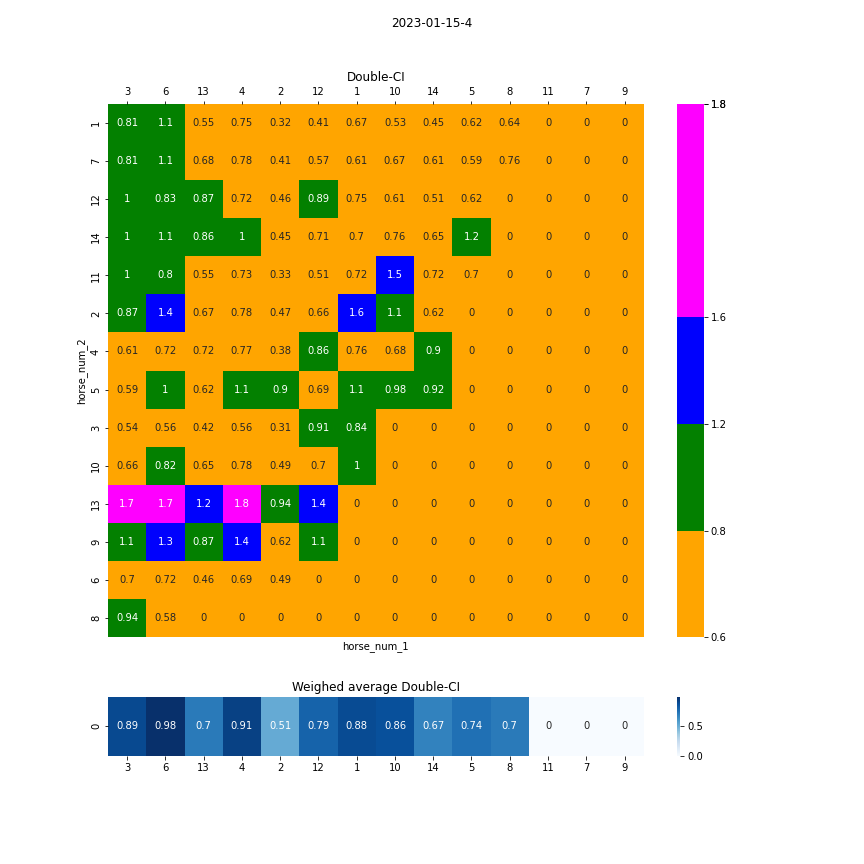 2023-01-15-4
Double-CI
3 6 13 4 2 12 1 10 14 5 8 11 7 9
1 0.81 1.1 0.55 0.75 0.32 0.41 0.67 0.53 0.45 0.62 0.64 0 0 0
7 0.81 1.1 0.68 0.78 0.41 0.57 0.61 0.67 0.61 0.59 0.76 0 0 0
12 1 0.83 0.87 0.72 0.46 0.89 0.75 0.61 0.51 0.62 0 0 0 0
14 1 1.1 0.86 1 0.45 0.71 0.7 0.76 0.65 1.2 0 0 0 0
11 1 0.8 0.55 0.73 0.33 0.51 0.72 1.5 0.72 0.7 0 0 0 0
2 0.87 1.4 0.67 0.78 0.47 0.66 1.6 1.1 0.62 0 0 0 0 0
4 0.61 0.72 0.72 0.77 0.38 0.86 0.76 0.68 0.9 0 0 0 0 0
5 0.59 1 0.62 1.1 0.9 0.69 1.1 0.98 0.92 0 0 0 0 0
3 0.54 0.56 0.42 0.56 0.31 0.91 0.84 0 0 0 0 0 0 0
10 0.66 0.82 0.65 0.78 0.49 0.7 1 0 0 0 0 0 0 0
13 1.7 1.7 1.2 1.8 0.94 1.4 0 0 0 0 0 0 0 0
9 1.1 1.3 0.87 1.4 0.62 1.1 0 0 0 0 0 0 0 0
6 0.7 0.72 0.46 0.69 0.49 0 0 0 0 0 0 0 0 0
8 0.94 0.58 0 0 0 0 0 0 0 0 0 0 0 0
horse_num_2
horse_num_1
1.8
1.6
1.2
0.8
0.6
Weighed average Double-CI
0 0.89 0.98 0.7 0.91 0.51 0.79 0.88 0.86 0.67 0.74 0.7 0 0 0
3 6 13 4 2 12 1 10 14 5 8 11 7 9
0.5
0.0